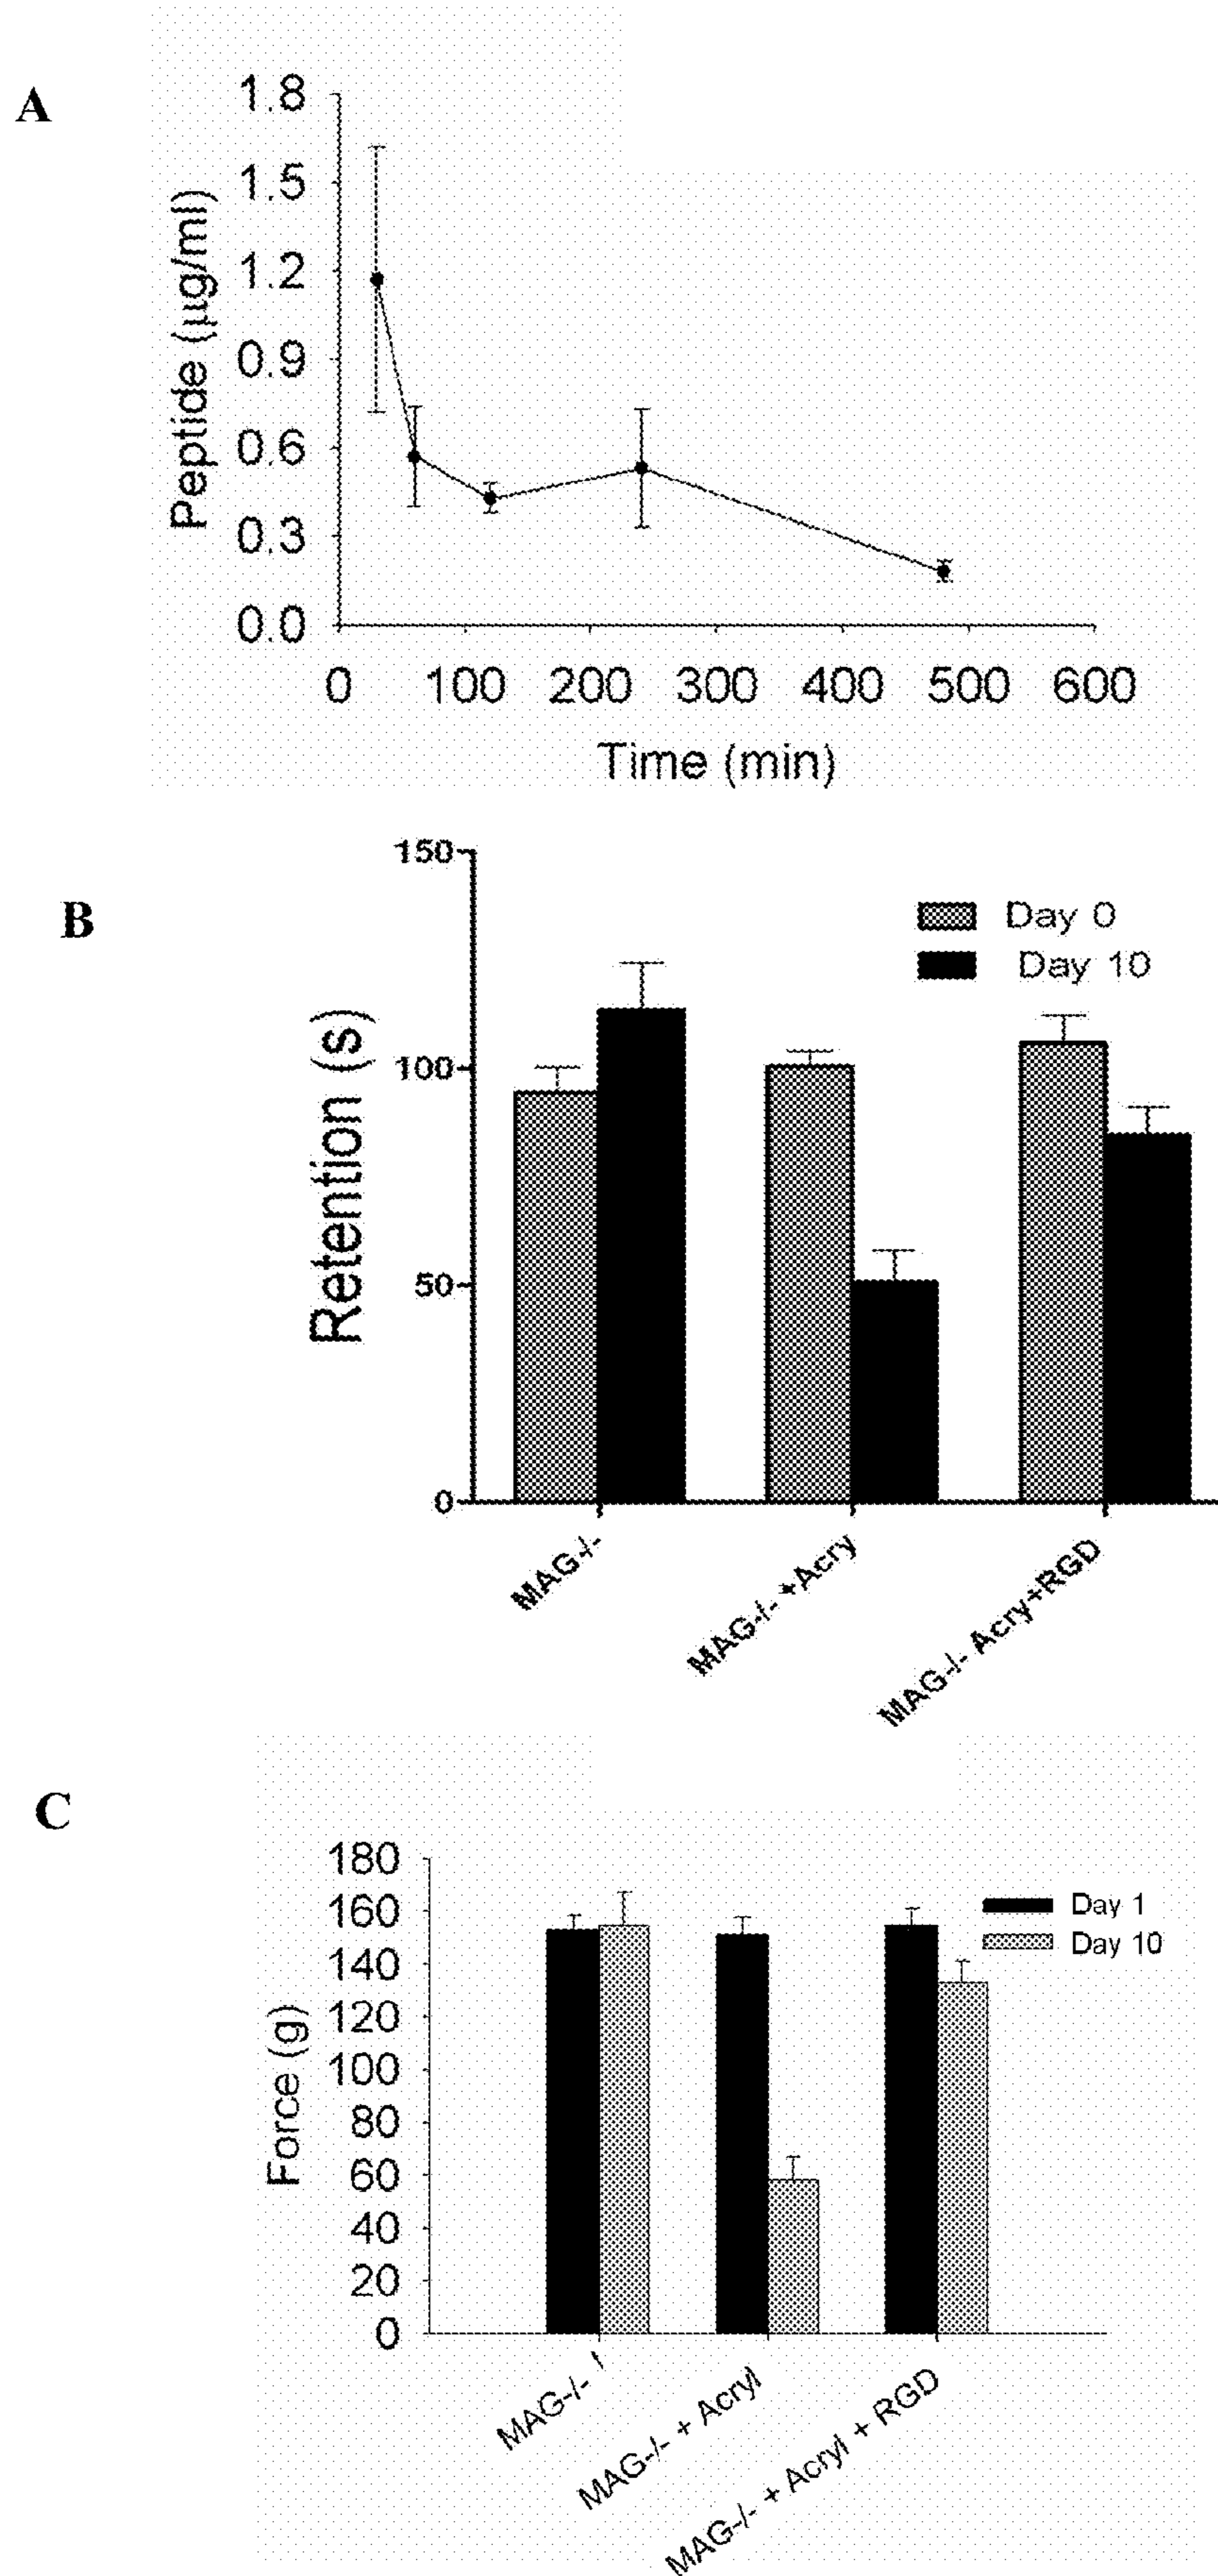 A
1.8
1.5
1.2
0.9
0.6
0.3
0.0
Peptide (µg/ml)
0 100 200 300 400 500 600
Time (min)
B
150
100
50
0
Retention (s)
Day 0
Day 10
MAG-/-
MAG-/- +Acry
MAG-/- Acry+RGD
C
180
160
140
120
100
80
60
40
20
0
Force (g)
Day 1
Day 10
MAG-/-
MAG-/- + Acryl
MAG-/- + Acryl + RGD